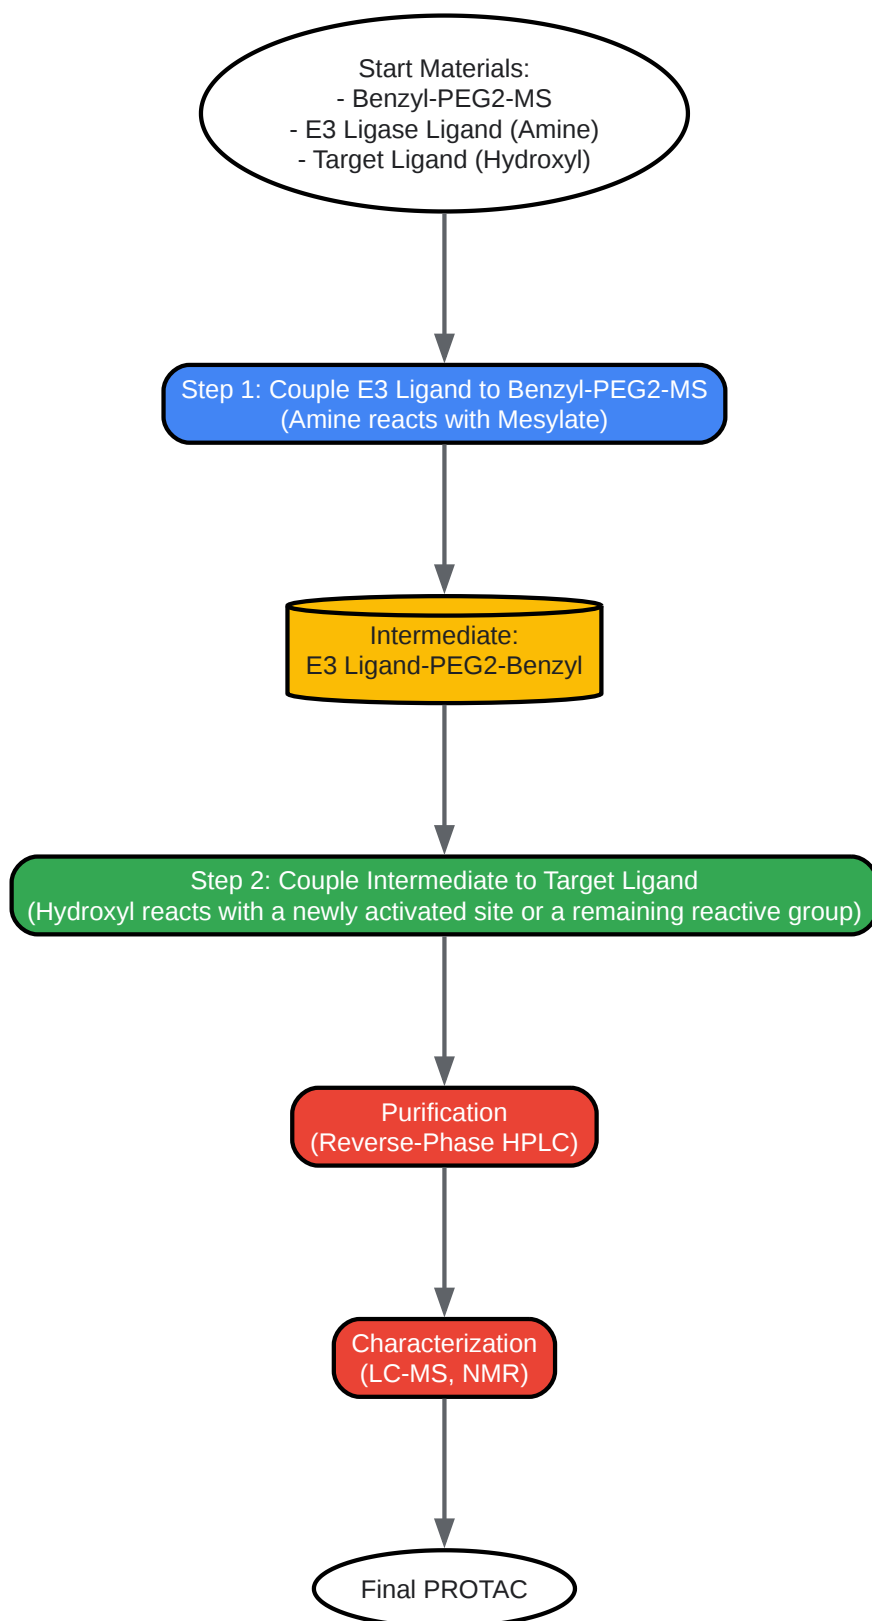 Start Materials:
- Benzyl-PEG2-MS
- E3 Ligase Ligand (Amine)
- Target Ligand (Hydroxyl)
Step 1: Couple E3 Ligand to Benzyl-PEG2-MS
(Amine reacts with Mesylate)
Intermediate:
E3 Ligand-PEG2-Benzyl
Step 2: Couple Intermediate to Target Ligand
(Hydroxyl reacts with a newly activated site or a remaining reactive group)
Purification
(Reverse-Phase HPLC)
Characterization
(LC-MS, NMR)
Final PROTAC